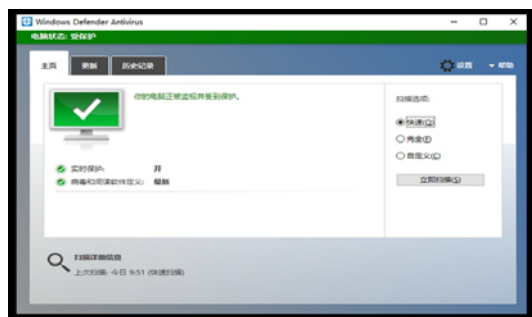 Windows Defender Antivirus
电脑状态: 受保护
主页
更新
历史记录
设置
帮助
你的电脑正被监视并受到保护。
实时保护: 开
病毒和间谍软件定义: 最新
扫描选项:
快速(Q)
完全(F)
自定义(C)
立即扫描(S)
扫描详细信息
上次扫描: 今日 9:51 (快速扫描)